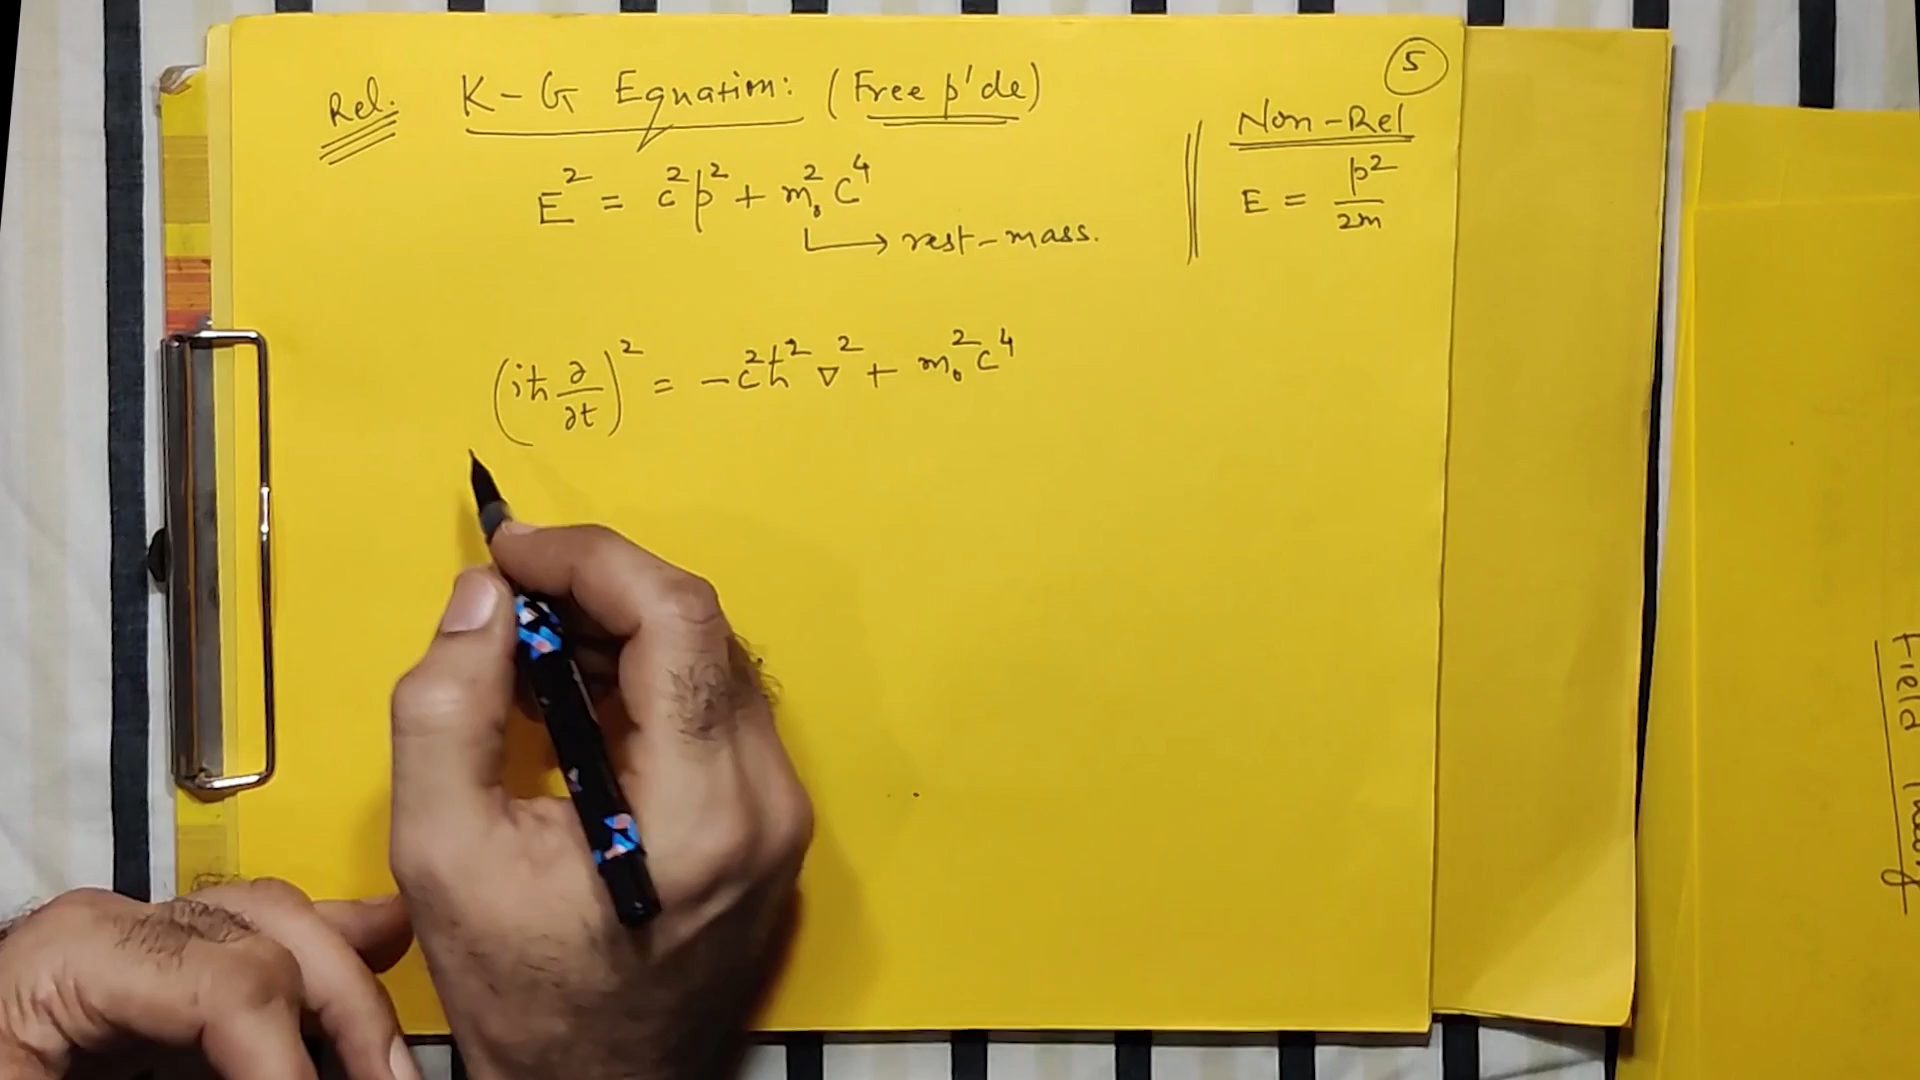 5
Rel. K-G Equation: (Free p'cle)
E² = c²p² + m₀²C⁴
rest-mass.
Non-Rel
E = p²/2m
(iħ ∂/∂t)² = -c²ħ² ∇² + m₀²C⁴
Field Theory